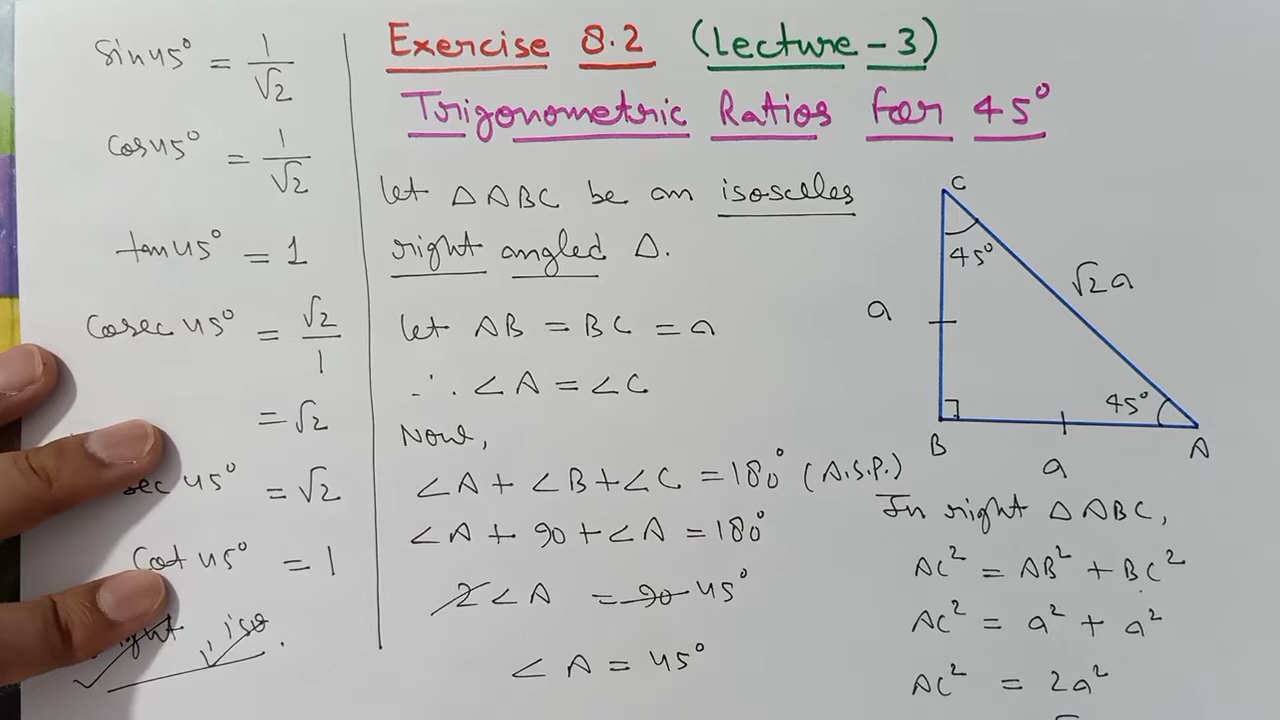 Exercise 8.2 (Lecture-3)
Trigonometric Ratios for 45°
sin45° = 1/√2
cos45° = 1/√2
tan45° = 1
Cosec 45° = √2/1
= √2
sec 45° = √2
Cot 45° = 1
iso
let △ABC be an isosceles
right angled △.
let AB = BC = a
∴ ∠A = ∠C
Now,
∠A + ∠B + ∠C = 180° (A.S.P.)
∠A + 90 + ∠A = 180°
2∠A = 90 45°
∠A = 45°
C
45°
√2a
a
45°
B
A
a
In right △ABC,
AC² = AB² + BC²
AC² = a² + a²
AC² = 2a²